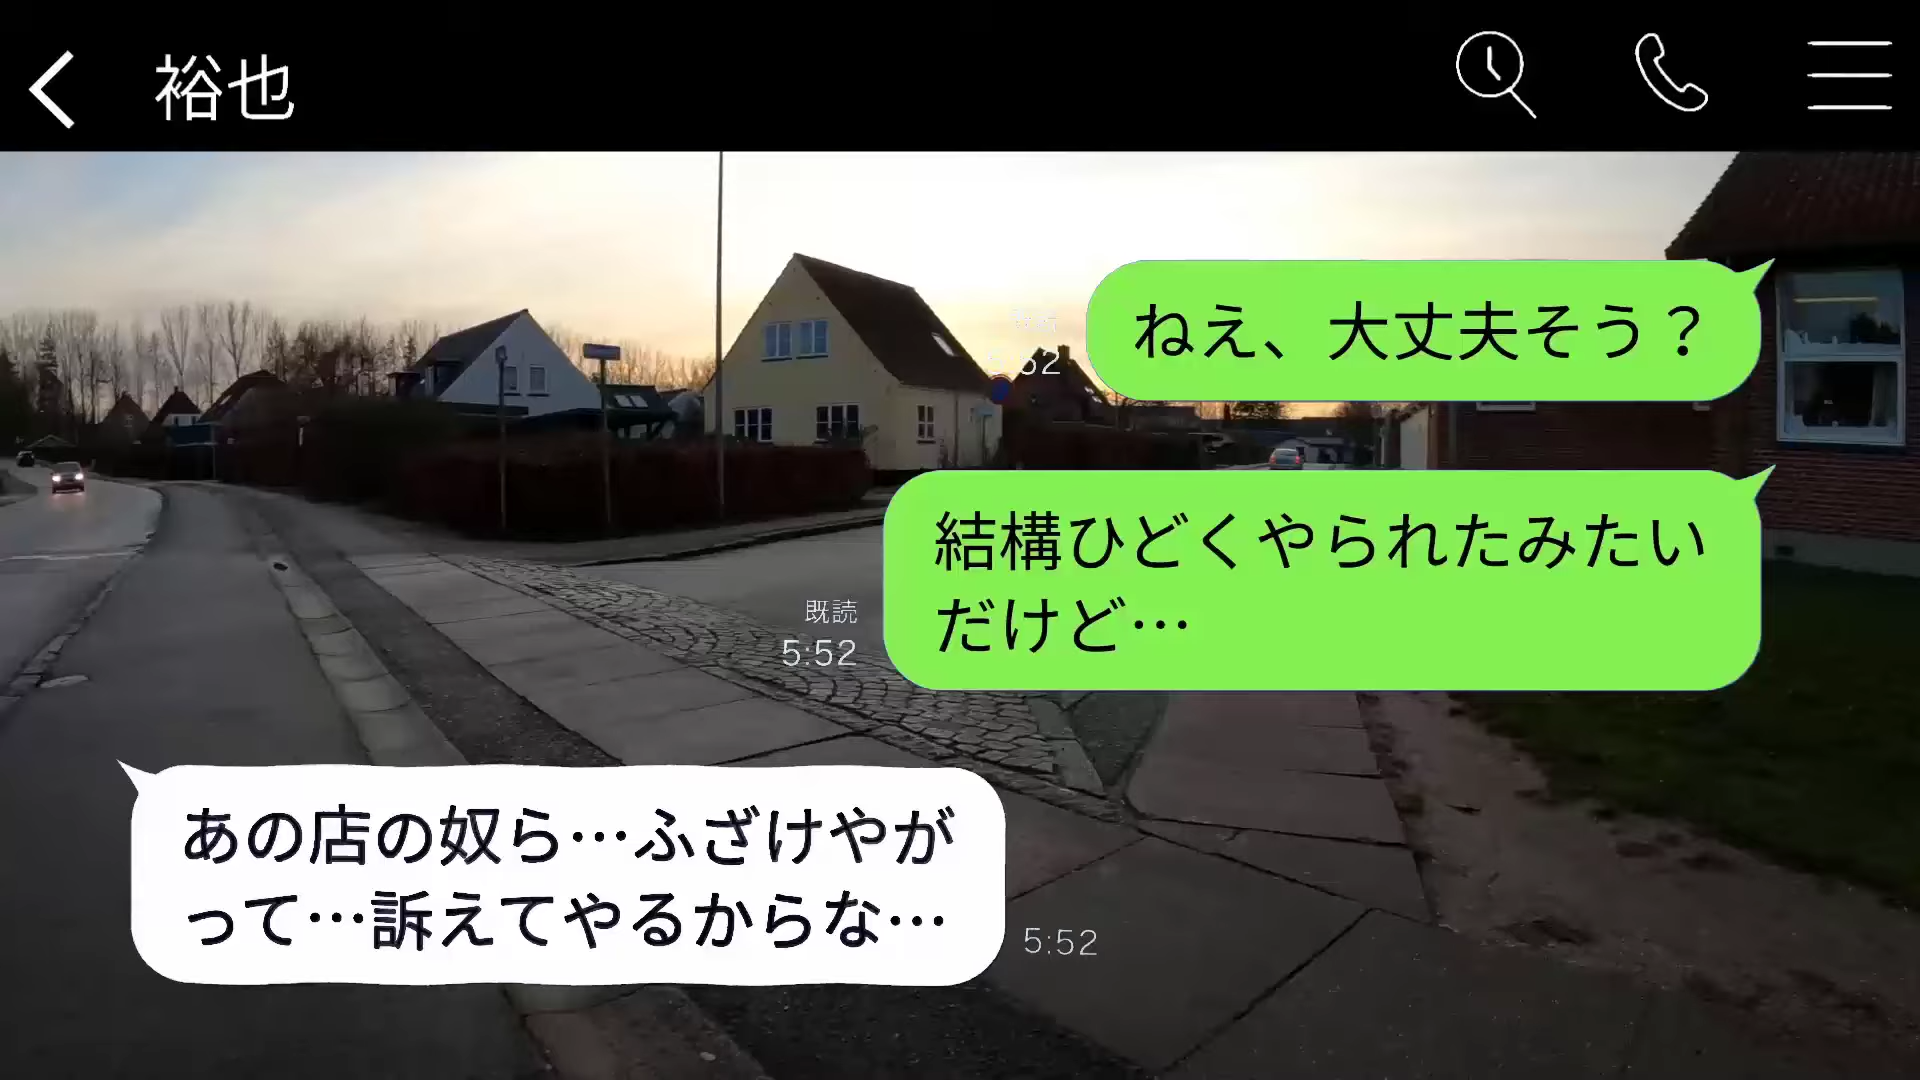 裕也
ねえ、大丈夫そう？
5:52
結構ひどくやられたみたい
だけど…
既読
5:52
あの店の奴ら…ふざけやが
って…訴えてやるからな…
5:52